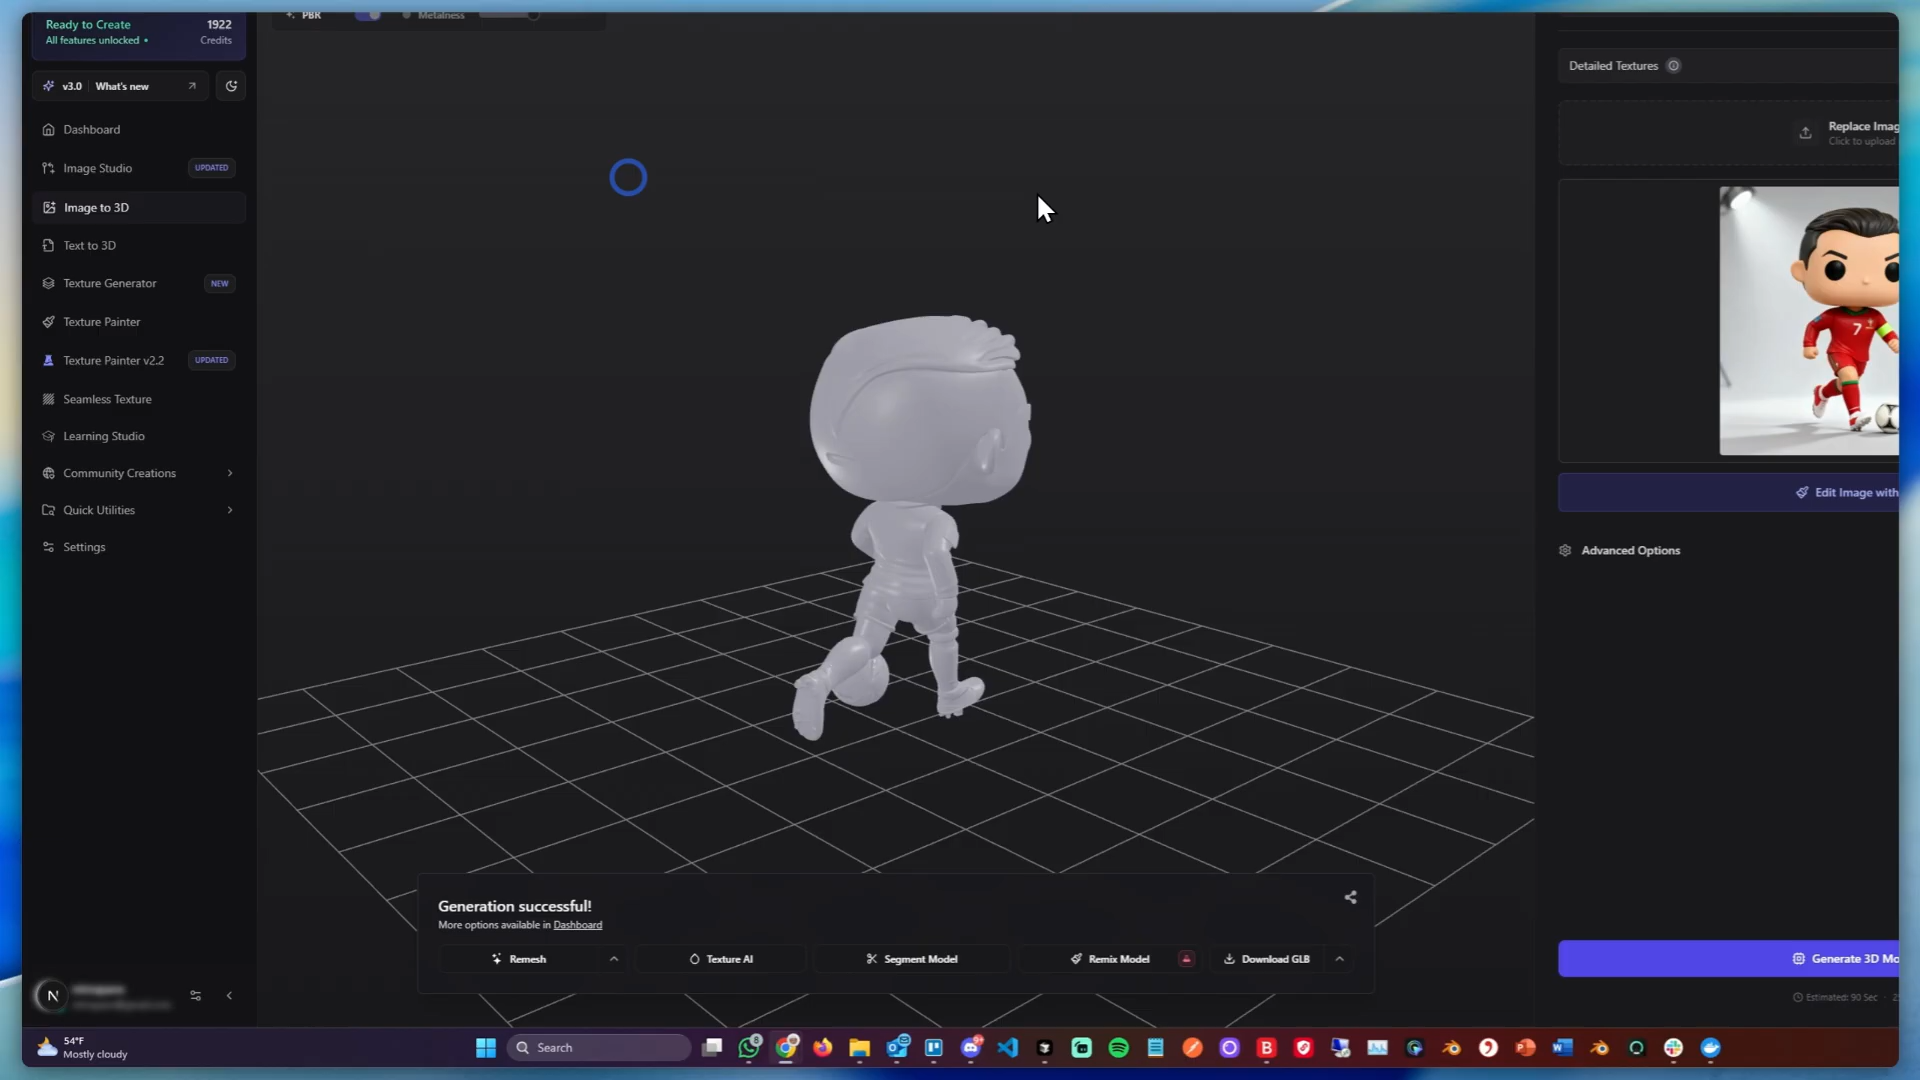 Ready to Create
1922
All features unlocked •
Credits
v3.0 | What's new
Dashboard
Image Studio
UPDATED
Image to 3D
Text to 3D
Texture Generator
NEW
Texture Painter
Texture Painter v2.2
UPDATED
Seamless Texture
Learning Studio
Community Creations
Quick Utilities
Settings
N
PBR
Metalness
Detailed Textures
Replace Imag
Click to upload
7
Edit Image with
Advanced Options
Generation successful!
More options available in Dashboard
Remesh
Texture AI
Segment Model
Remix Model
Download GLB
Generate 3D Mo
Estimated: 90 Sec
54°F
Mostly cloudy
Search